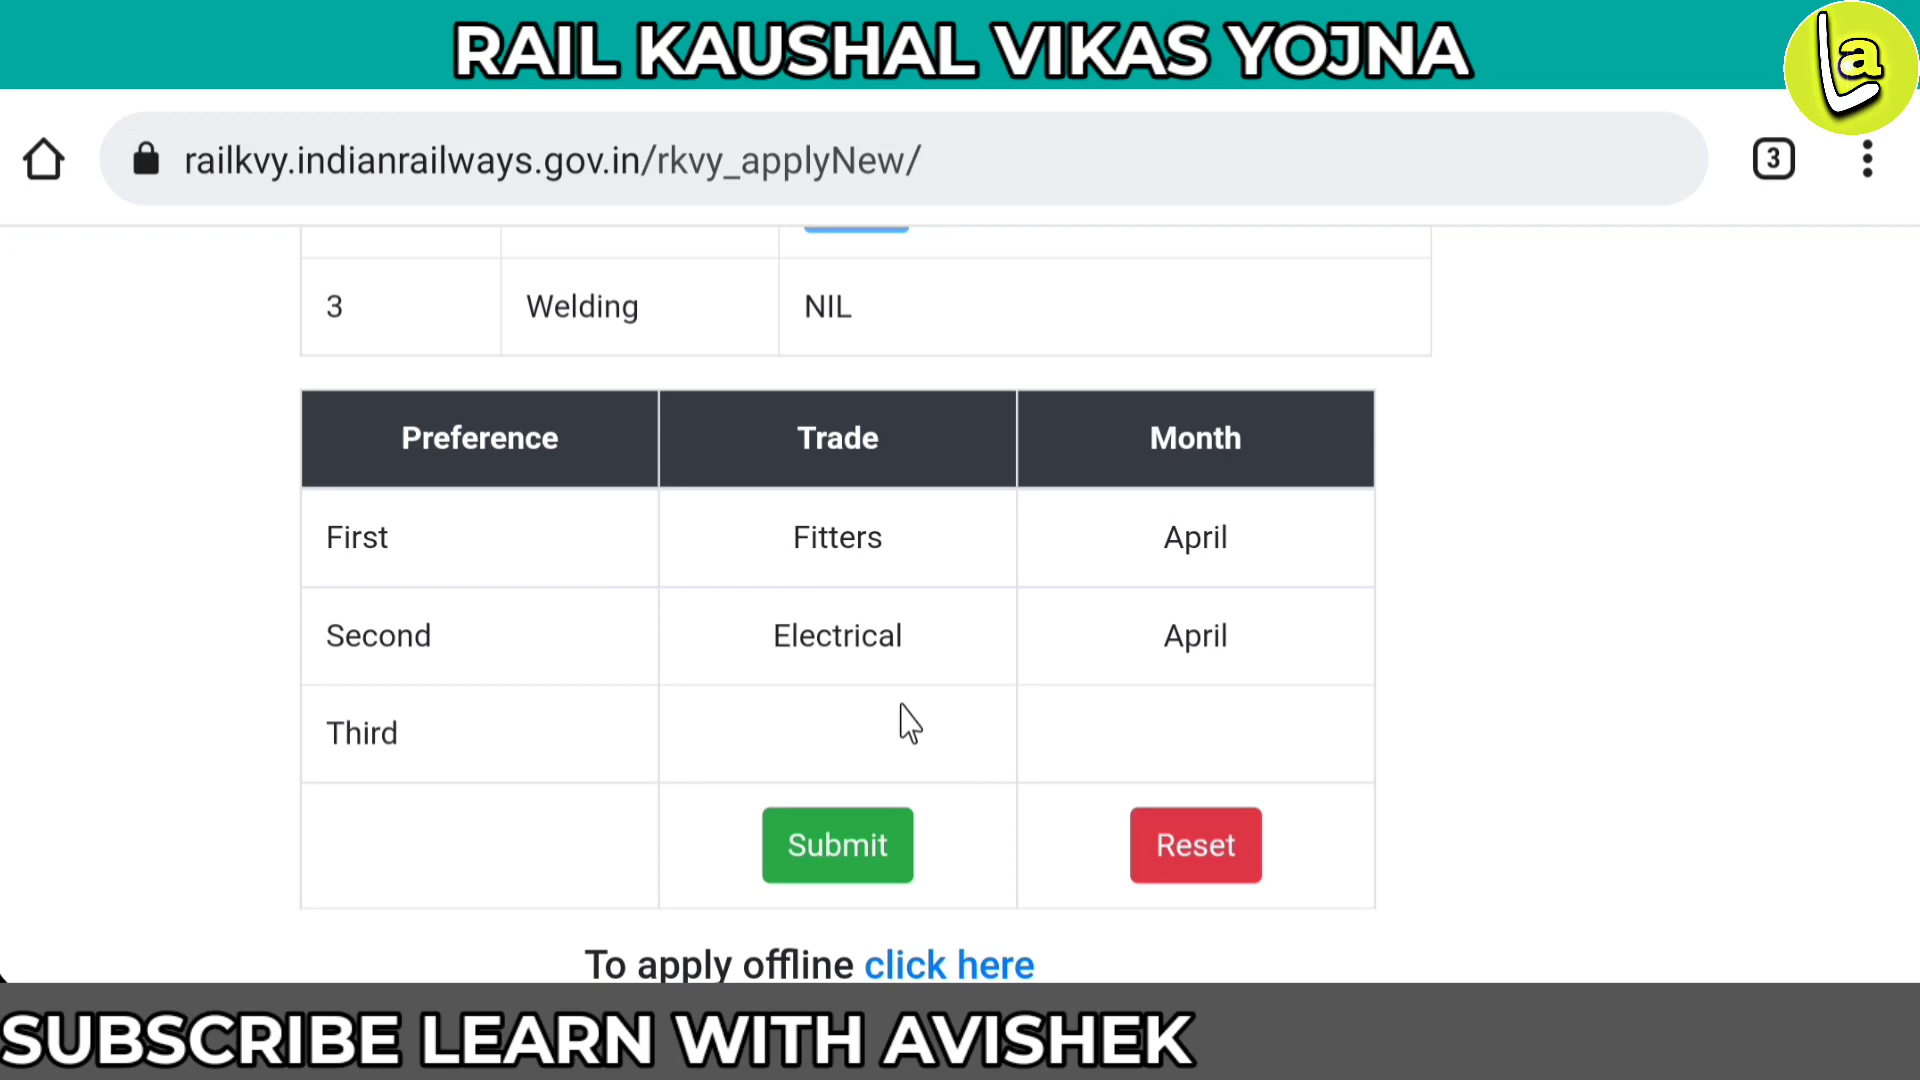 RAIL KAUSHAL VIKAS YOJNA
La
railkvy.indianrailways.gov.in/rkvy_applyNew/
3
3 Welding NIL
Preference Trade Month
First Fitters April
Second Electrical April
Third
Submit Reset
To apply offline click here
SUBSCRIBE LEARN WITH AVISHEK